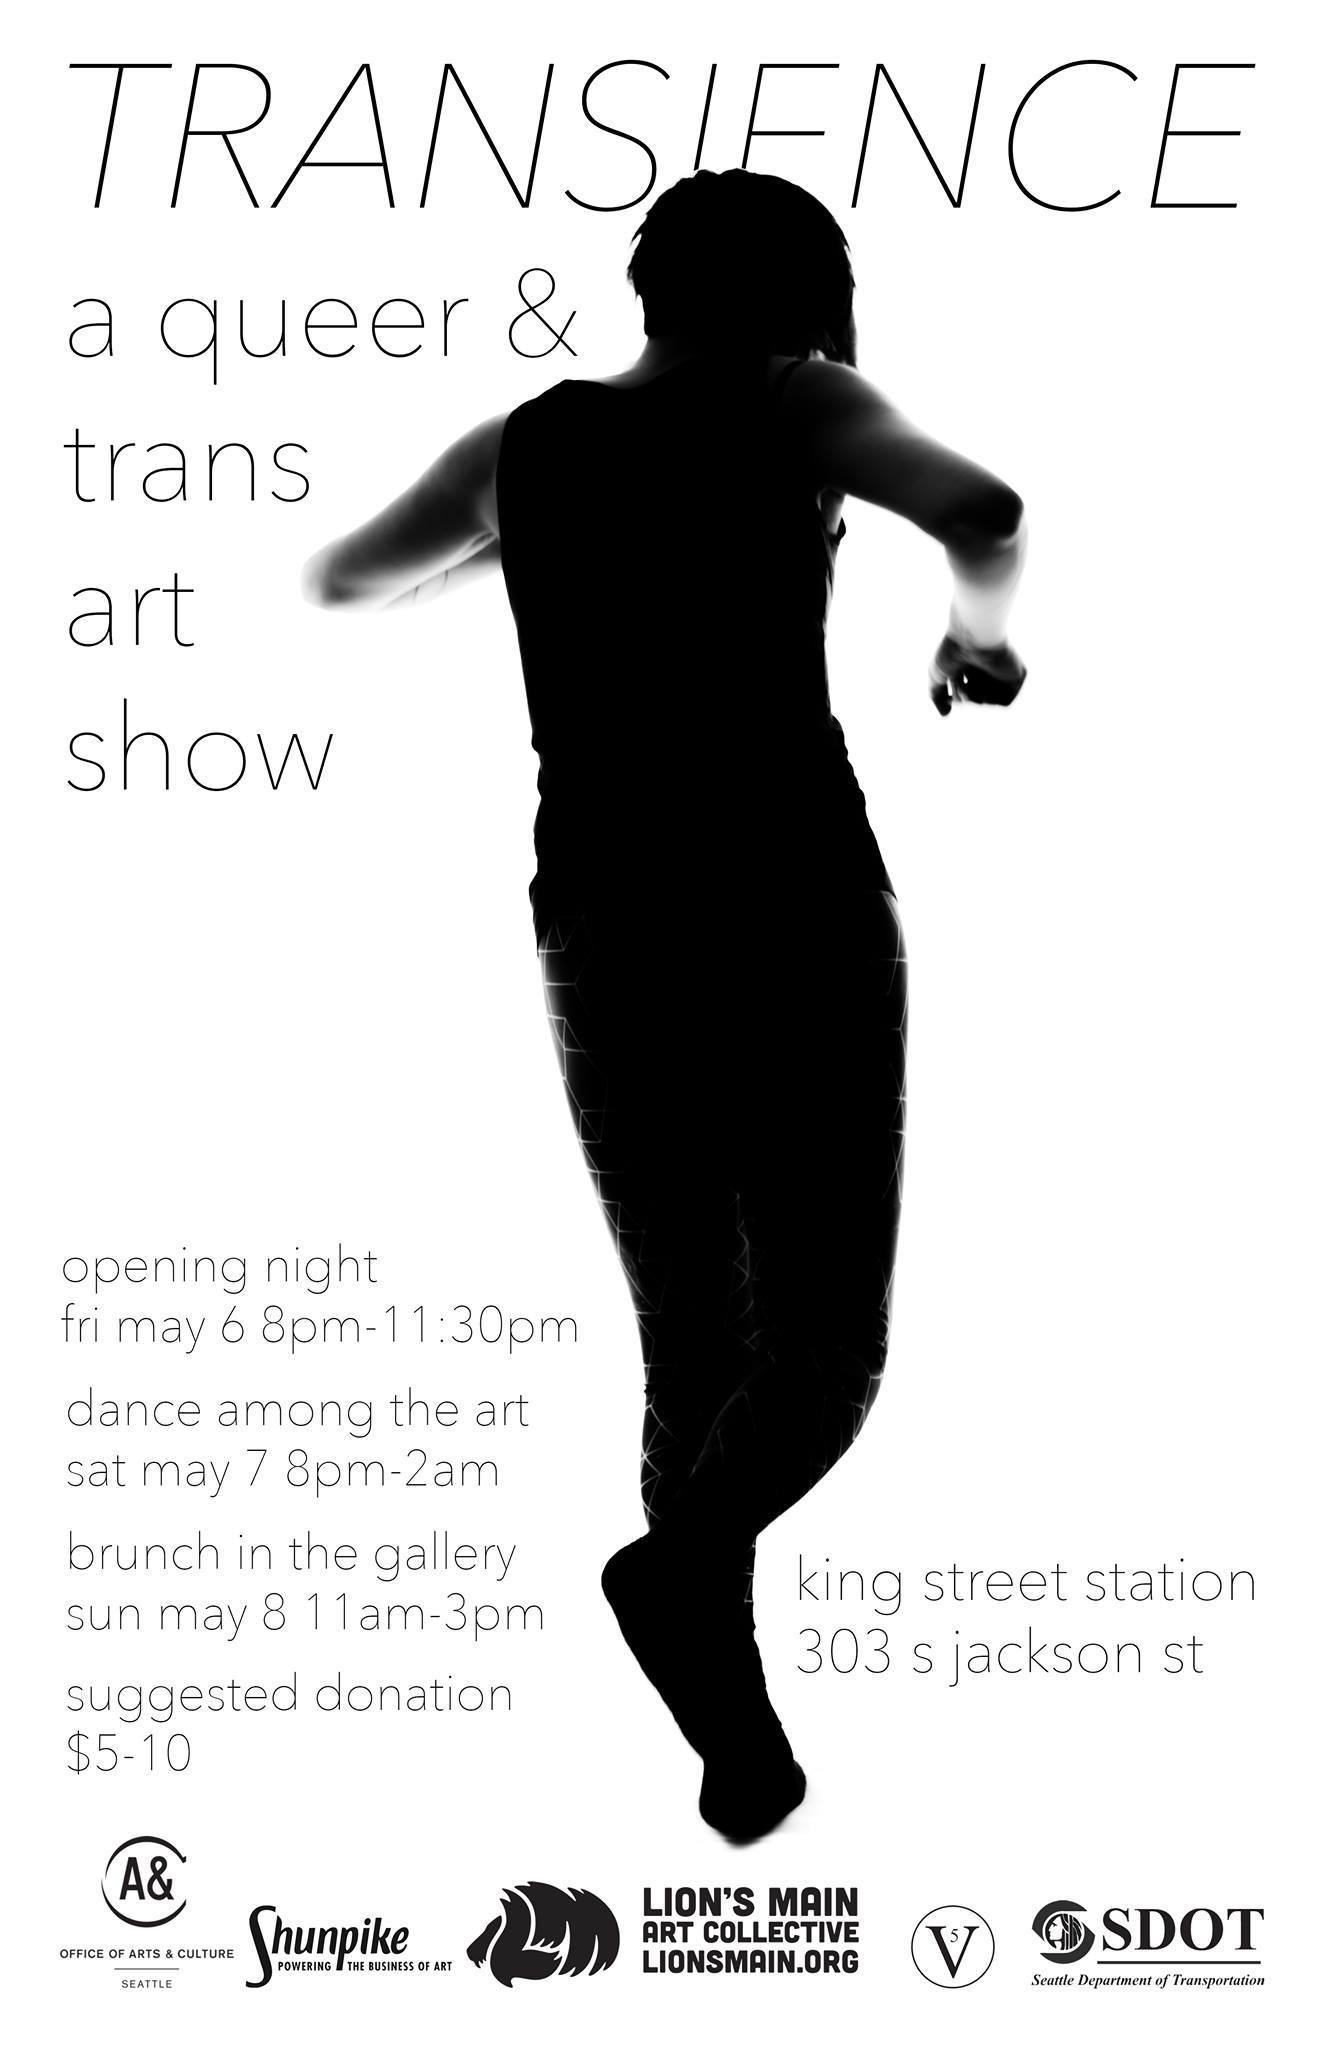 TRANSIENCE
a queer &
trans
art
show
opening night
fri may 6 8pm-11:30pm
dance among the art
sat may 7 8pm-2am
brunch in the gallery
sun may 8 11am-3pm
suggested donation
$5-10
king street station
303 s jackson st
A&
OFFICE OF ARTS & CULTURE
SEATTLE
Shunpike
POWERING THE BUSINESS OF ART
LION'S MAIN
ART COLLECTIVE
LIONSMAIN.ORG
V5
SDOT
Seattle Department of Transportation